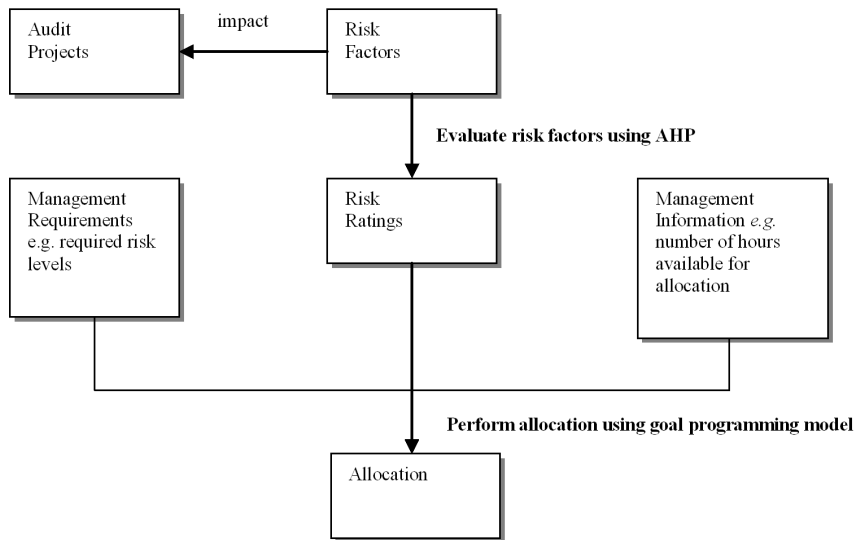 Audit
Projects
impact
Risk
Factors
Evaluate risk factors using AHP
Management
Requirements
e.g. required risk
levels
Risk
Ratings
Management
Information e.g.
number of hours
available for
allocation
Perform allocation using goal programming model
Allocation